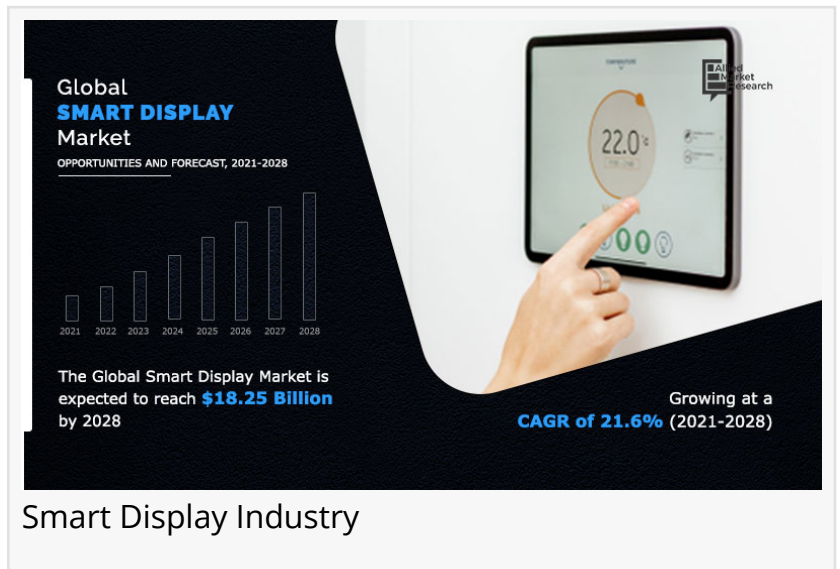 Global
SMART DISPLAY
Market
OPPORTUNITIES AND FORECAST, 2021-2028
2021 2022 2023 2024 2025 2026 2027 2028
The Global Smart Display Market is
expected to reach $18.25 Billion
by 2028
Allied
Market
Research
22.0
Growing at a
CAGR of 21.6% (2021-2028)
Smart Display Industry